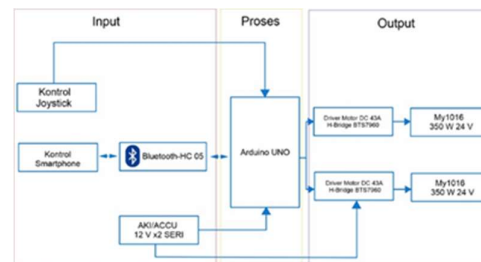 Input
Proses
Output
Kontrol
Joystick
Kontrol
Smartphone
Bluetooth-HC 05
AKI/ACCU
12 V x2 SERI
Arduino UNO
Driver Motor DC 43A
H-Bridge BTS7960
My1016
350 W 24 V
Driver Motor DC 43A
H-Bridge BTS7960
My1016
350 W 24 V